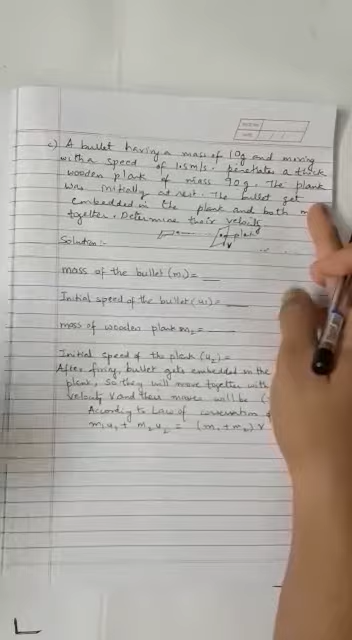 c) A bullet having a mass of 10g and moving
with a speed of 1.5m/s. penetrates a thick
wooden plank of mass 90g. The plank
was initially at rest. The bullet get
embedded in the plank and both
together. Determine their velocity
Solution:-
mass of the bullet (m1) = __
Initial speed of the bullet (u1) = ___
mass of wooden plank m2 = __
Initial speed of the plank (u2) =
After firing, bullet gets embedded in the
plank, So they will move together with
velocity V and their masses will be (
According to Law of conservation
m1u1 + m2u2 = (m1+m2) V